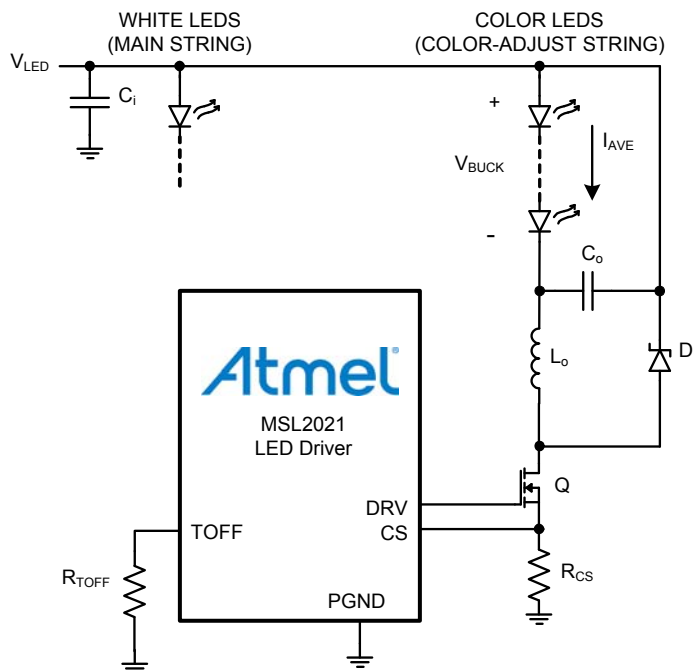 WHITE LEDS
(MAIN STRING)
COLOR LEDS
(COLOR-ADJUST STRING)
VLED
Ci
+
VBUCK
IAVE
-
Co
Lo
D
Atmel®
MSL2021
LED Driver
Q
DRV
TOFF
CS
RTOFF
RCS
PGND